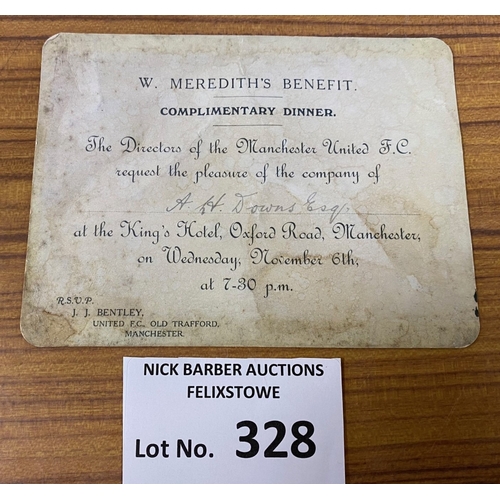 W. MEREDITH'S BENEFIT.
COMPLIMENTARY DINNER.
The Directors of the Manchester United F.C.
request the pleasure of the company of
A. H. Downs Esq.
at the King's Hotel, Oxford Road, Manchester,
on Wednesday, November 6th,
at 7-30 p.m.
R.S.V.P.
J. J. BENTLEY,
UNITED F.C., OLD TRAFFORD,
MANCHESTER.
NICK BARBER AUCTIONS
FELIXSTOWE
Lot No. 328